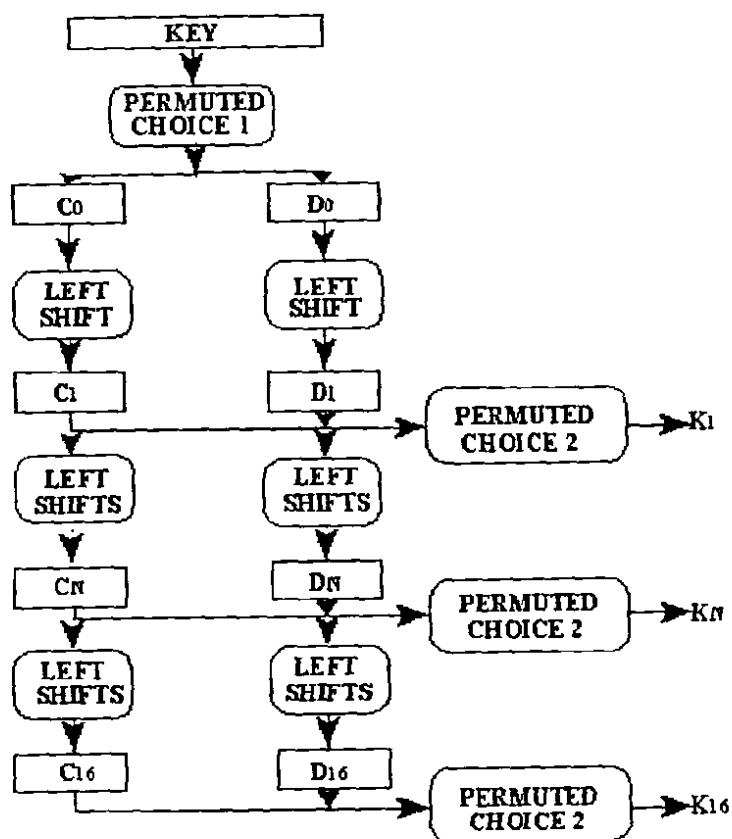 KEY
PERMUTED
CHOICE 1
C0
D0
LEFT
SHIFT
LEFT
SHIFT
C1
D1
PERMUTED
CHOICE 2
K1
LEFT
SHIFTS
LEFT
SHIFTS
CN
DN
PERMUTED
CHOICE 2
KN
LEFT
SHIFTS
LEFT
SHIFTS
C16
D16
PERMUTED
CHOICE 2
K16